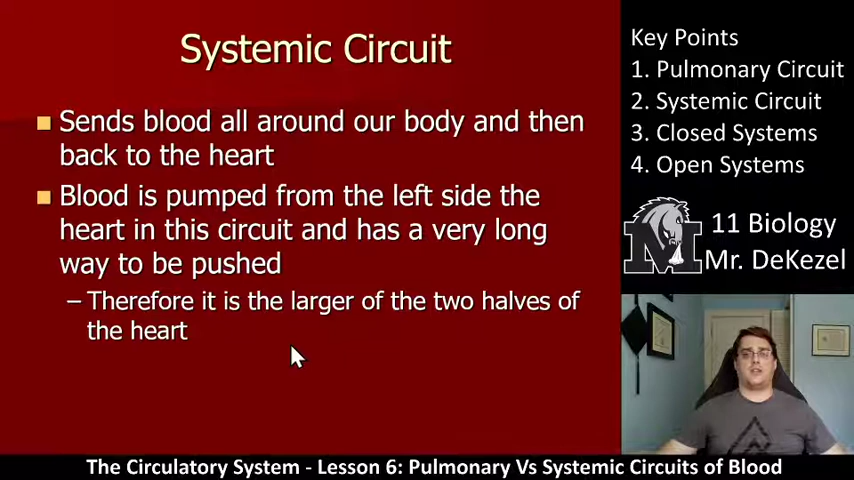 Systemic Circuit
Sends blood all around our body and then
back to the heart
Blood is pumped from the left side the
heart in this circuit and has a very long
way to be pushed
– Therefore it is the larger of the two halves of
the heart
Key Points
1. Pulmonary Circuit
2. Systemic Circuit
3. Closed Systems
4. Open Systems
M
11 Biology
Mr. DeKezel
The Circulatory System - Lesson 6: Pulmonary Vs Systemic Circuits of Blood